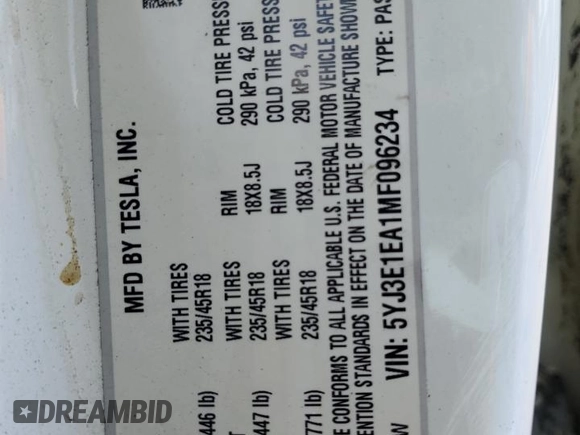 MFD BY TESLA, INC.
446 lb) WITH TIRES RIM COLD TIRE PRESS
235/45R18 18X8.5J 290 kPa, 42 psi
447 lb) WITH TIRES RIM COLD TIRE PRESS
235/45R18 18X8.5J 290 kPa, 42 psi
771 lb) WITH TIRES
235/45R18 18X8.5J 290 kPa, 42 psi
E CONFORMS TO ALL APPLICABLE U.S. FEDERAL MOTOR VEHICLE SAFETY
ENTION STANDARDS IN EFFECT ON THE DATE OF MANUFACTURE SHOW
VIN: 5YJ3E1EA1MF096234 TYPE: PAS
DREAMBID